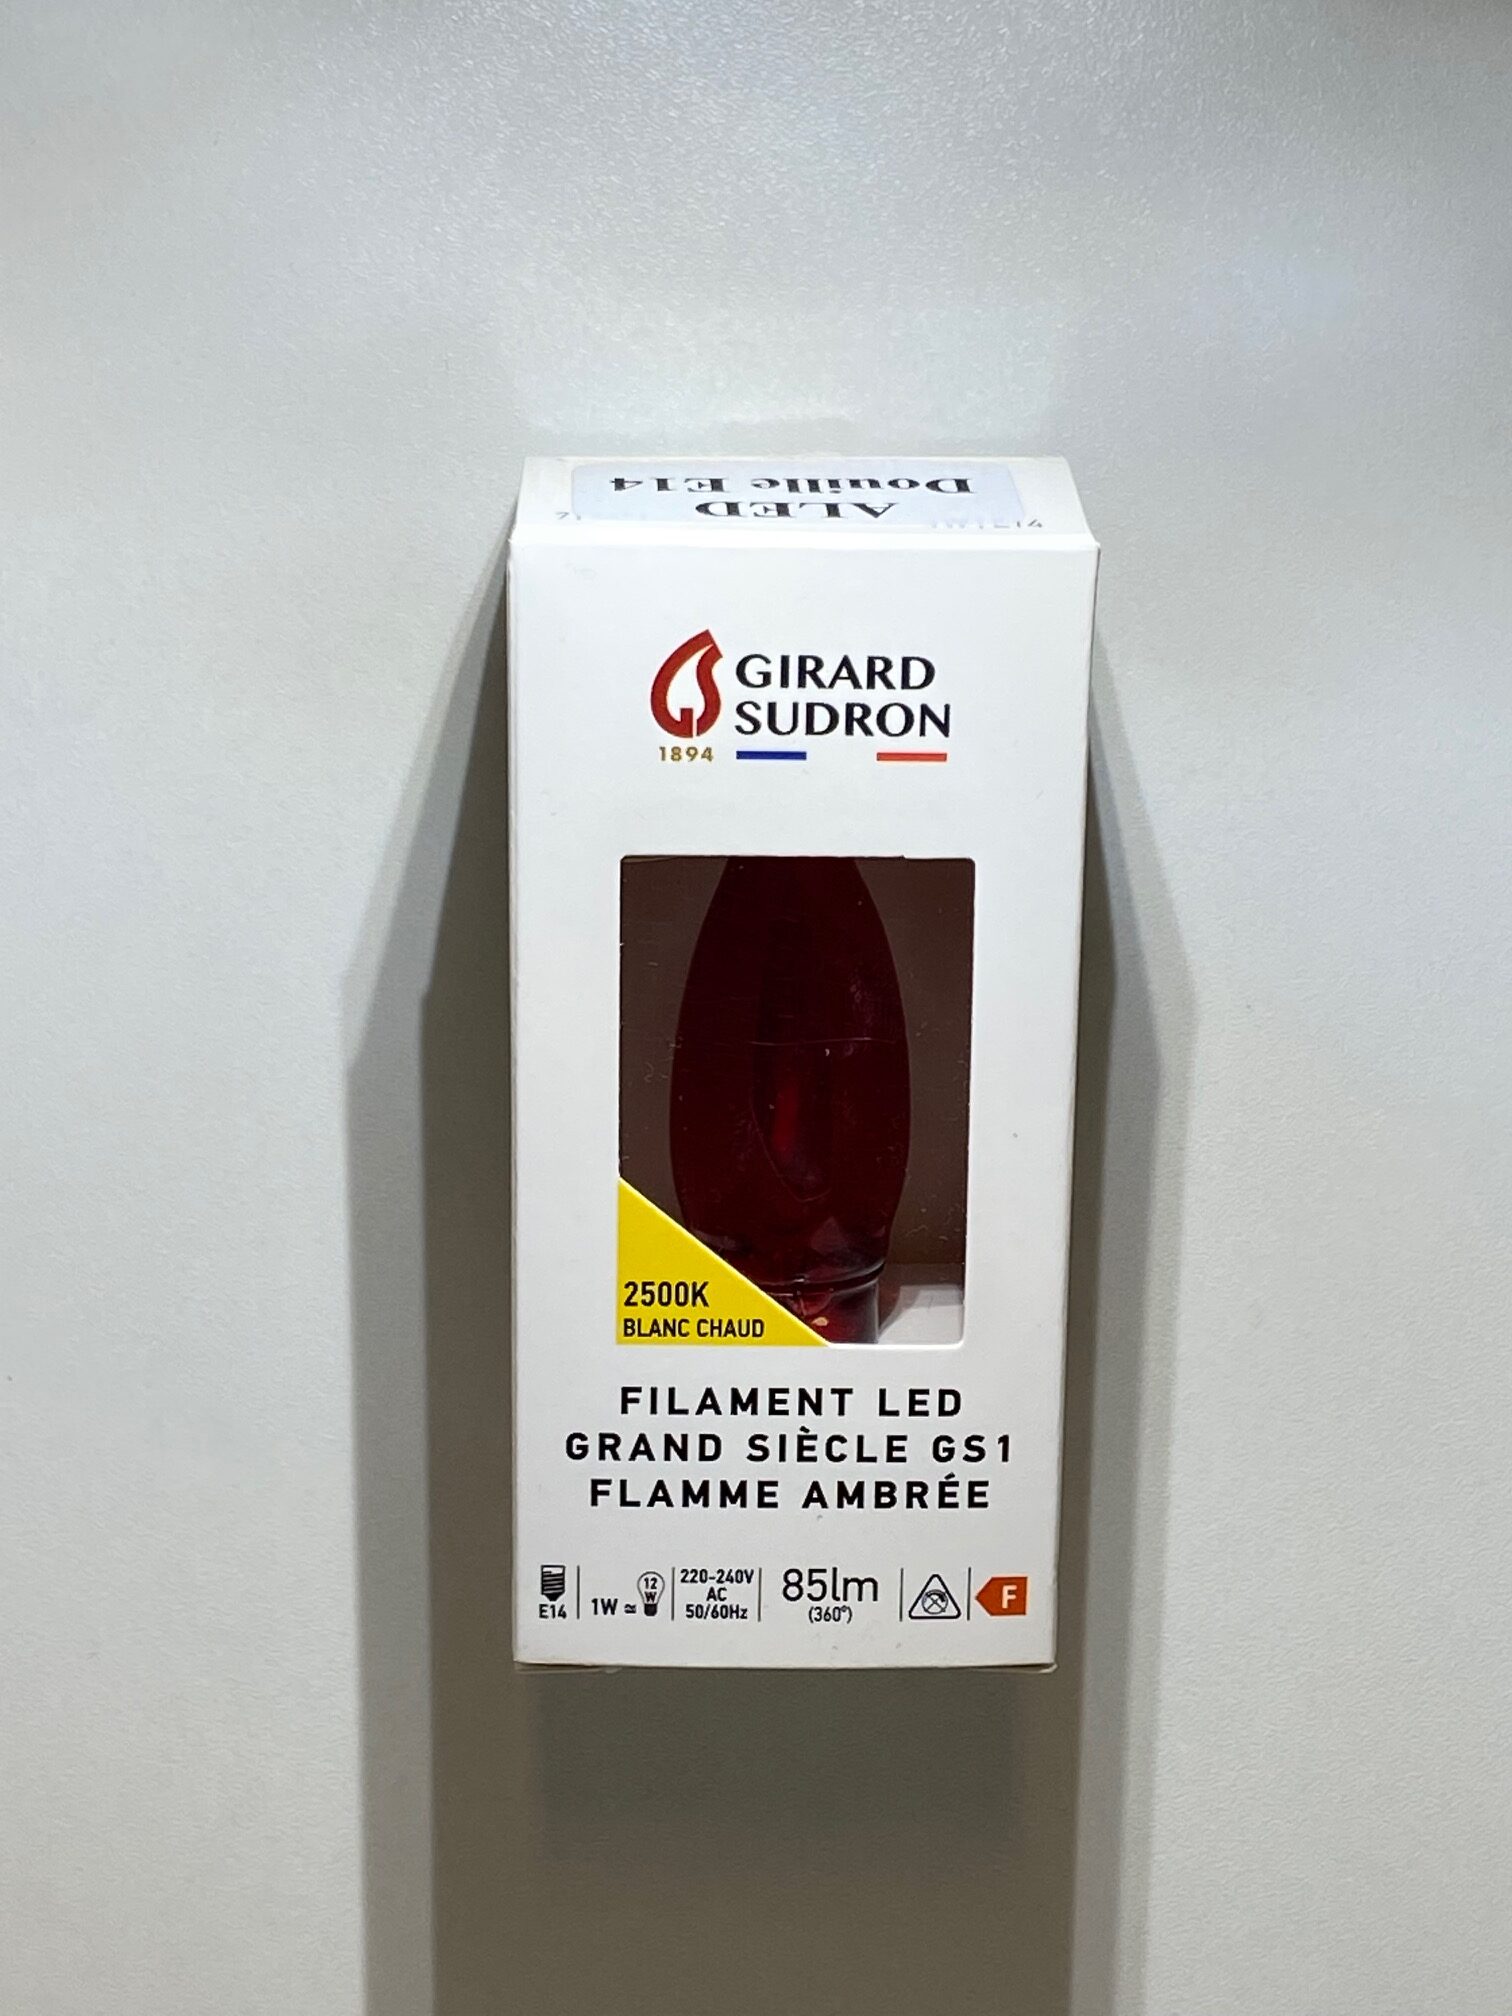 ALED
Douille E14
GIRARD
SUDRON
1894
2500K
BLANC CHAUD
FILAMENT LED
GRAND SIÈCLE GS1
FLAMME AMBRÉE
E14
1W ≃ 12 W
220-240V
AC
50/60Hz
85lm
(360°)
F